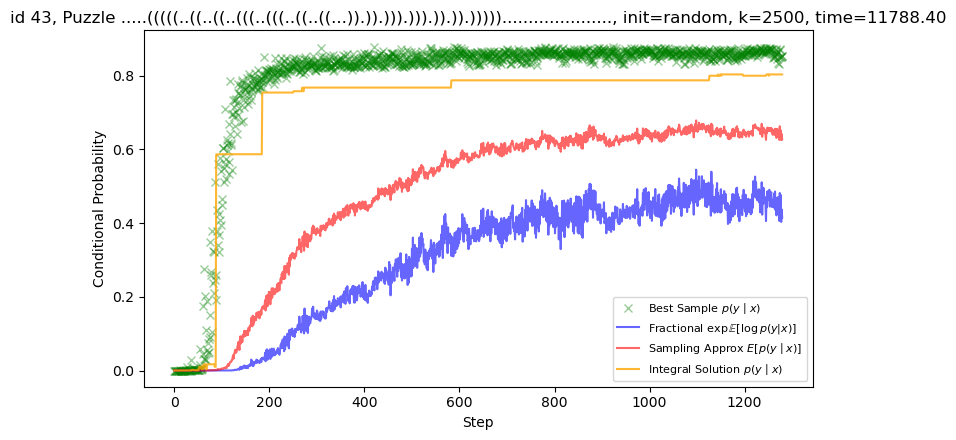 id 43, Puzzle .....(((((..((..((..(((..(((..((..((...)).)).))).))).)).)).)))))....................., init=random, k=2500, time=11788.40
Conditional Probability
0.8
0.6
0.4
0.2
0.0
Best Sample p(y | x)
Fractional exp 𝔼[log p(y|x)]
Sampling Approx E[p(y | x)]
Integral Solution p(y | x)
0 200 400 600 800 1000 1200
Step